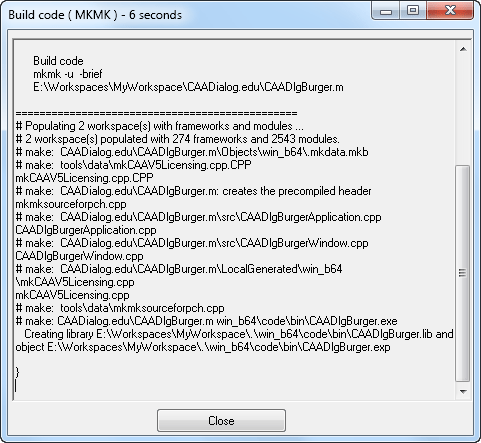 Build code ( MKMK ) - 6 seconds
Build code
mkmk -u -brief
E:\Workspaces\MyWorkspace\CAADialog.edu\CAADlgBurger.m
==============================================
# Populating 2 workspace(s) with frameworks and modules ...
# 2 workspace(s) populated with 274 frameworks and 2543 modules.
# make: CAADialog.edu\CAADlgBurger.m\Objects\win_b64\.mkdata.mkb
# make: tools\data\mkCAAV5Licensing.cpp.CPP
mkCAAV5Licensing.cpp.CPP
# make: CAADialog.edu\CAADlgBurger.m: creates the precompiled header
mkmksourceforpch.cpp
# make: CAADialog.edu\CAADlgBurger.m\src\CAADlgBurgerApplication.cpp
CAADlgBurgerApplication.cpp
# make: CAADialog.edu\CAADlgBurger.m\src\CAADlgBurgerWindow.cpp
CAADlgBurgerWindow.cpp
# make: CAADialog.edu\CAADlgBurger.m\LocalGenerated\win_b64
\mkCAAV5Licensing.cpp
mkCAAV5Licensing.cpp
# make: tools\data\mkmksourceforpch.cpp
# make: CAADialog.edu\CAADlgBurger.m win_b64\code\bin\CAADlgBurger.exe
Creating library E:\Workspaces\MyWorkspace\.\win_b64\code\bin\CAADlgBurger.lib and
object E:\Workspaces\MyWorkspace\.\win_b64\code\bin\CAADlgBurger.exp
}
Close